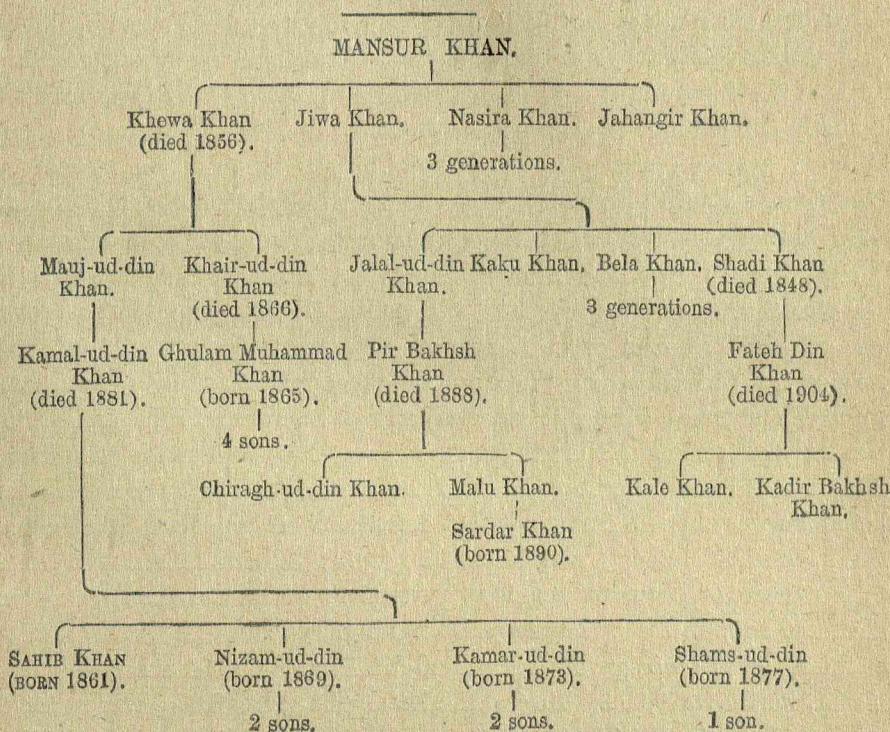 MANSUR KHAN.
Khewa Khan (died 1856).
Jiwa Khan.
Nasira Khan.
Jahangir Khan.
3 generations.
Mauj-ud-din Khan.
Khair-ud-din Khan (died 1866).
Jalal-ud-din Khan.
Kaku Khan.
Bela Khan.
Shadi Khan (died 1848).
3 generations.
Kamal-ud-din Khan (died 1881).
Ghulam Muhammad Khan (born 1865).
Pir Bakhsh Khan (died 1888).
Fateh Din Khan (died 1904).
4 sons.
Chiragh-ud-din Khan.
Malu Khan.
Kale Khan.
Kadir Bakhsh Khan.
Sardar Khan (born 1890).
SAHIB KHAN (BORN 1861).
Nizam-ud-din (born 1869).
Kamar-ud-din (born 1873).
Shams-ud-din (born 1877).
2 sons.
2 sons.
1 son.